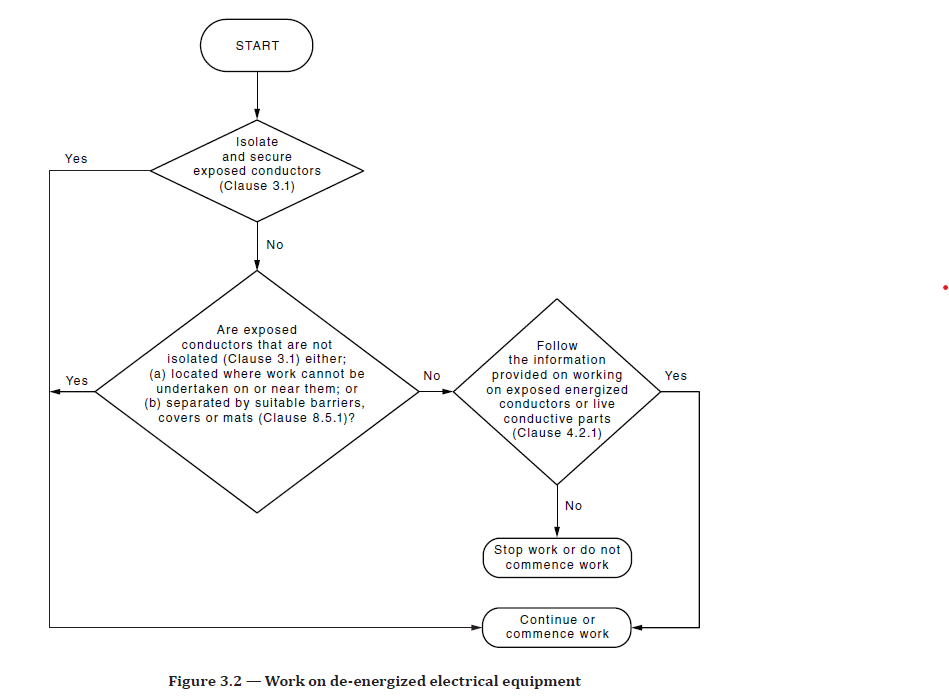 START
Isolate
and secure
exposed conductors
(Clause 3.1)
Yes
No
Are exposed
conductors that are not
isolated (Clause 3.1) either;
(a) located where work cannot be
undertaken on or near them; or
(b) separated by suitable barriers,
covers or mats (Clause 8.5.1)?
Yes
No
Follow
the information
provided on working
on exposed energized
conductors or live
conductive parts
(Clause 4.2.1)
Yes
No
Stop work or do not
commence work
Continue or
commence work
Figure 3.2 — Work on de-energized electrical equipment